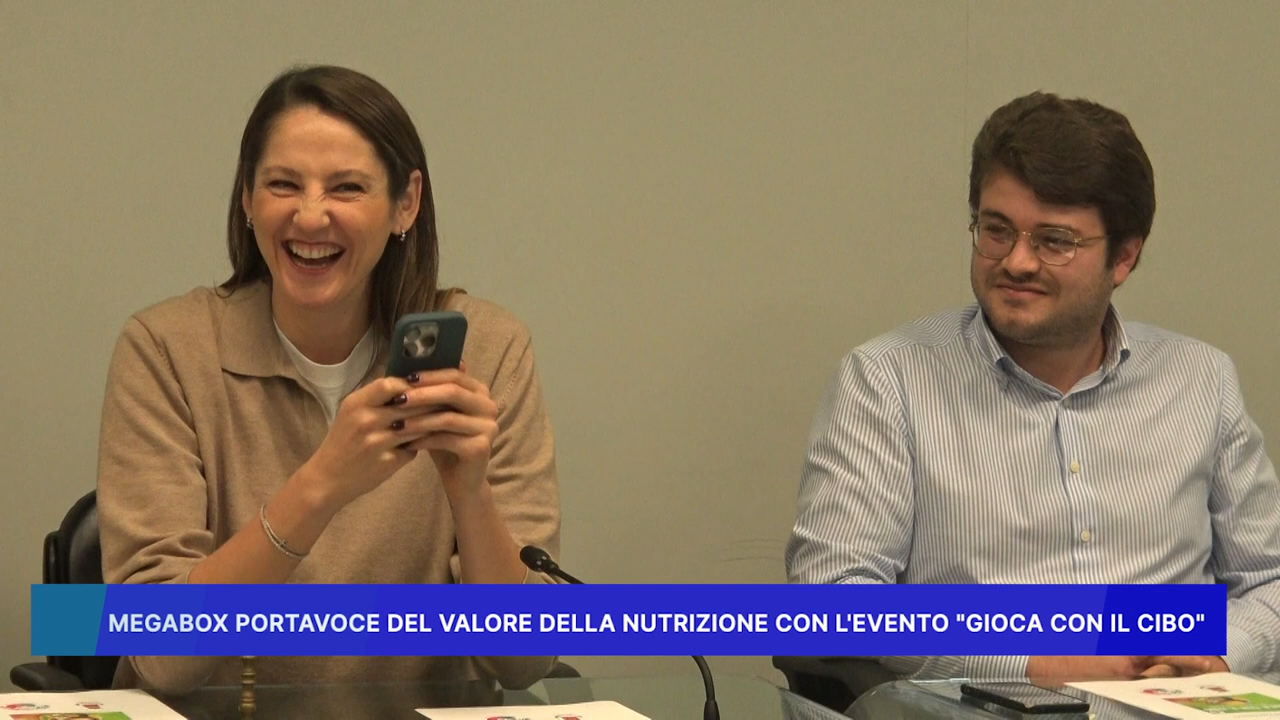 MEGABOX PORTAVOCE DEL VALORE DELLA NUTRIZIONE CON L'EVENTO "GIOCA CON IL CIBO"